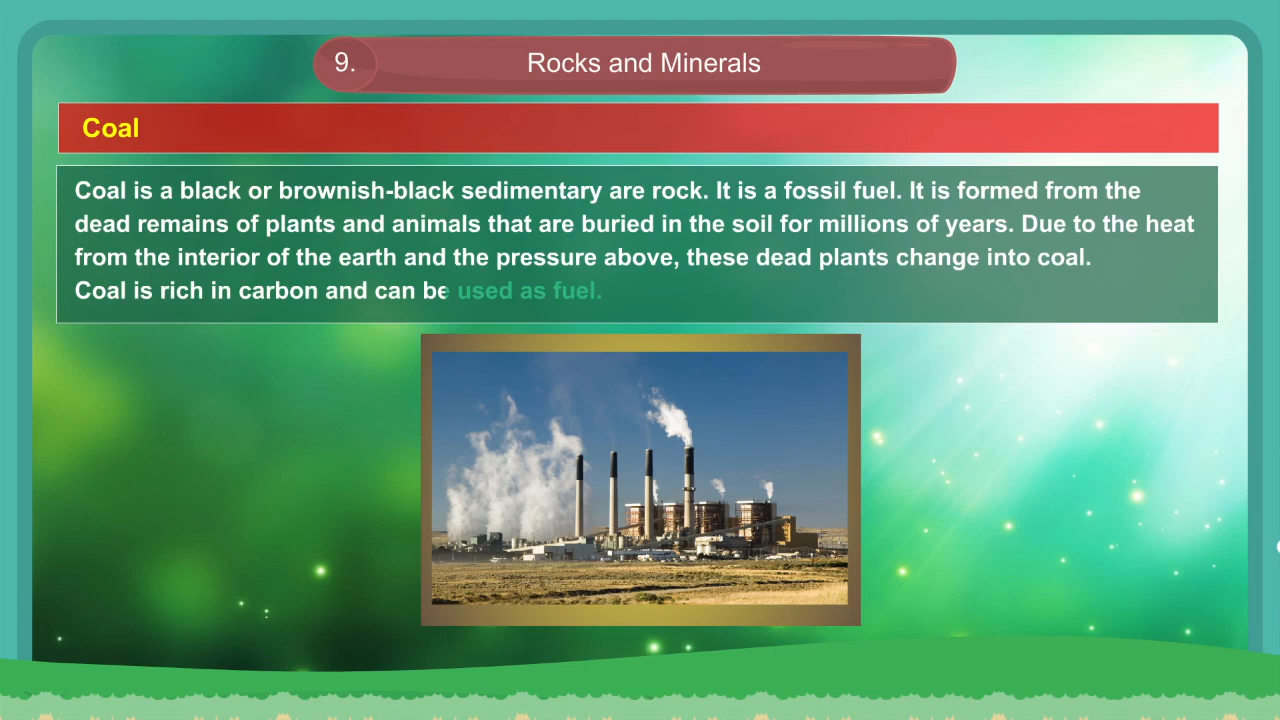 9.
Rocks and Minerals
Coal
Coal is a black or brownish-black sedimentary are rock. It is a fossil fuel. It is formed from the
dead remains of plants and animals that are buried in the soil for millions of years. Due to the heat
from the interior of the earth and the pressure above, these dead plants change into coal.
Coal is rich in carbon and can be used as fuel.